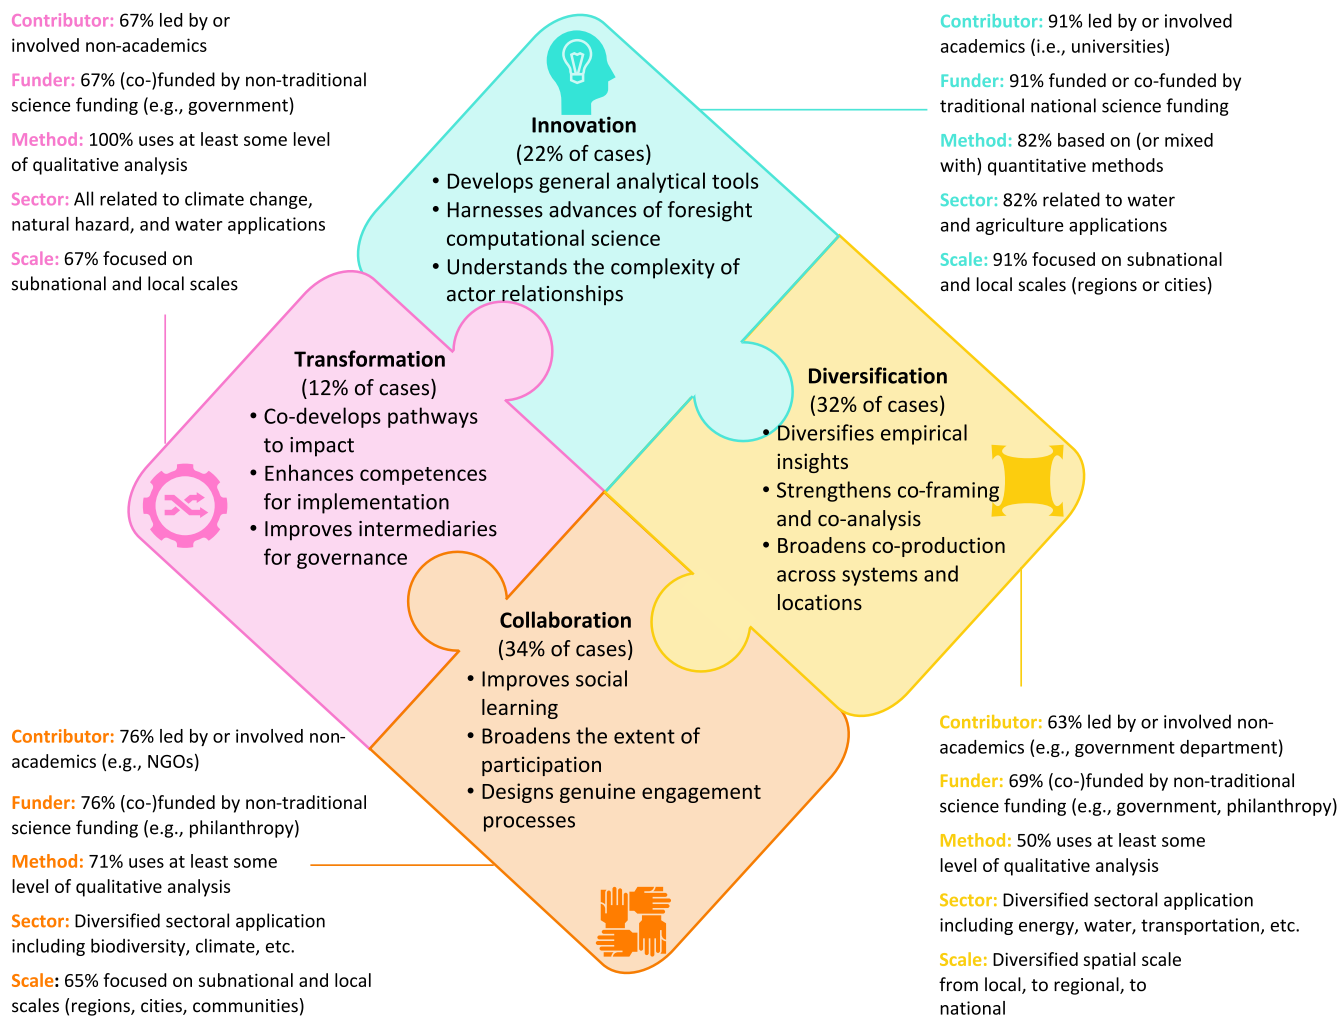 Contributor: 67% led by or
involved non-academics
Funder: 67% (co-)funded by non-traditional
science funding (e.g., government)
Method: 100% uses at least some level
of qualitative analysis
Sector: All related to climate change,
natural hazard, and water applications
Scale: 67% focused on
subnational and local scales
Innovation
(22% of cases)
• Develops general analytical tools
• Harnesses advances of foresight
computational science
• Understands the complexity of
actor relationships
Contributor: 91% led by or involved
academics (i.e., universities)
Funder: 91% funded or co-funded by
traditional national science funding
Method: 82% based on (or mixed
with) quantitative methods
Sector: 82% related to water
and agriculture applications
Scale: 91% focused on subnational
and local scales (regions or cities)
Transformation
(12% of cases)
• Co-develops pathways
to impact
• Enhances competences
for implementation
• Improves intermediaries
for governance
Diversification
(32% of cases)
• Diversifies empirical
insights
• Strengthens co-framing
and co-analysis
• Broadens co-production
across systems and
locations
Collaboration
(34% of cases)
• Improves social
learning
• Broadens the extent of
participation
• Designs genuine engagement
processes
Contributor: 76% led by or involved non-
academics (e.g., NGOs)
Funder: 76% (co-)funded by non-traditional
science funding (e.g., philanthropy)
Method: 71% uses at least some
level of qualitative analysis
Sector: Diversified sectoral application
including biodiversity, climate, etc.
Scale: 65% focused on subnational and local
scales (regions, cities, communities)
Contributor: 63% led by or involved non-
academics (e.g., government department)
Funder: 69% (co-)funded by non-traditional
science funding (e.g., government, philanthropy)
Method: 50% uses at least some
level of qualitative analysis
Sector: Diversified sectoral application
including energy, water, transportation, etc.
Scale: Diversified spatial scale
from local, to regional, to
national